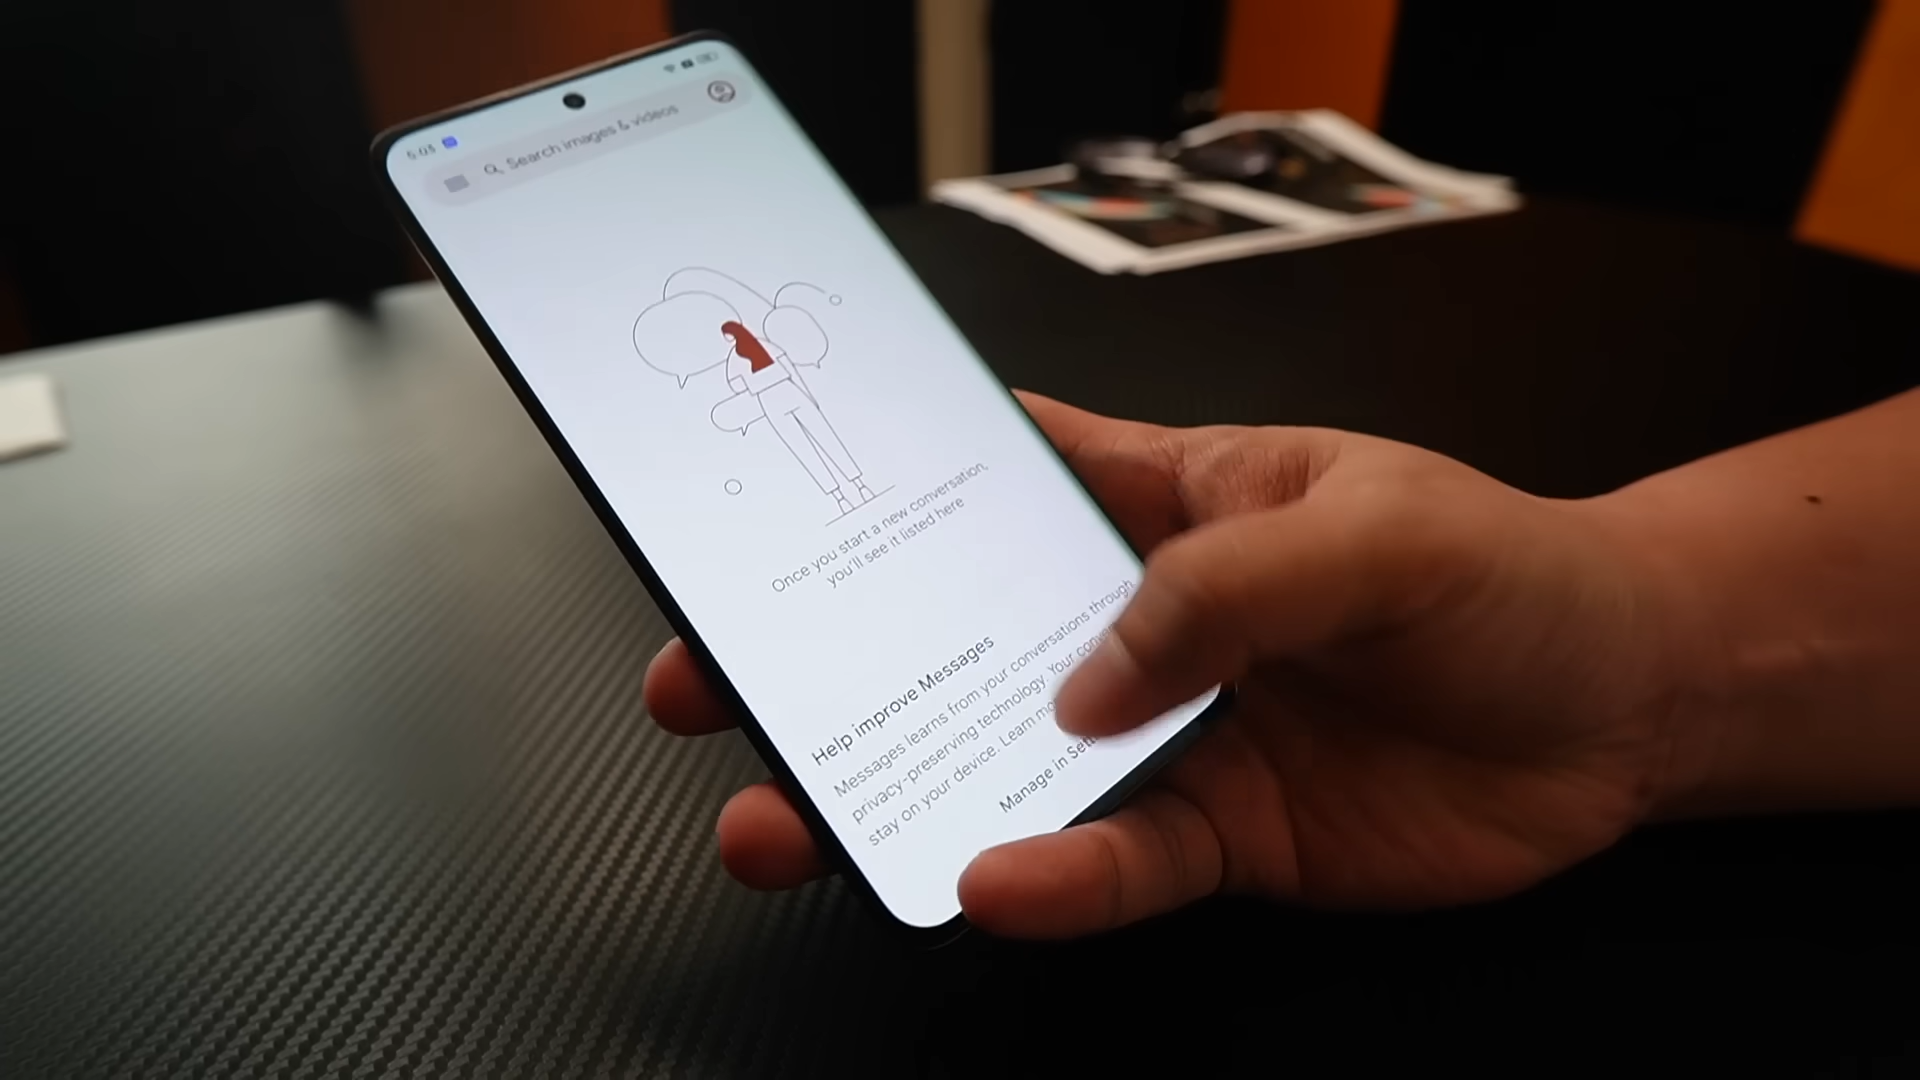 5:03
Search images & videos
Once you start a new conversation,
you'll see it listed here
Help improve Messages
Messages learns from your conversations through
privacy-preserving technology. Your
stay on your device. Learn
Manage in